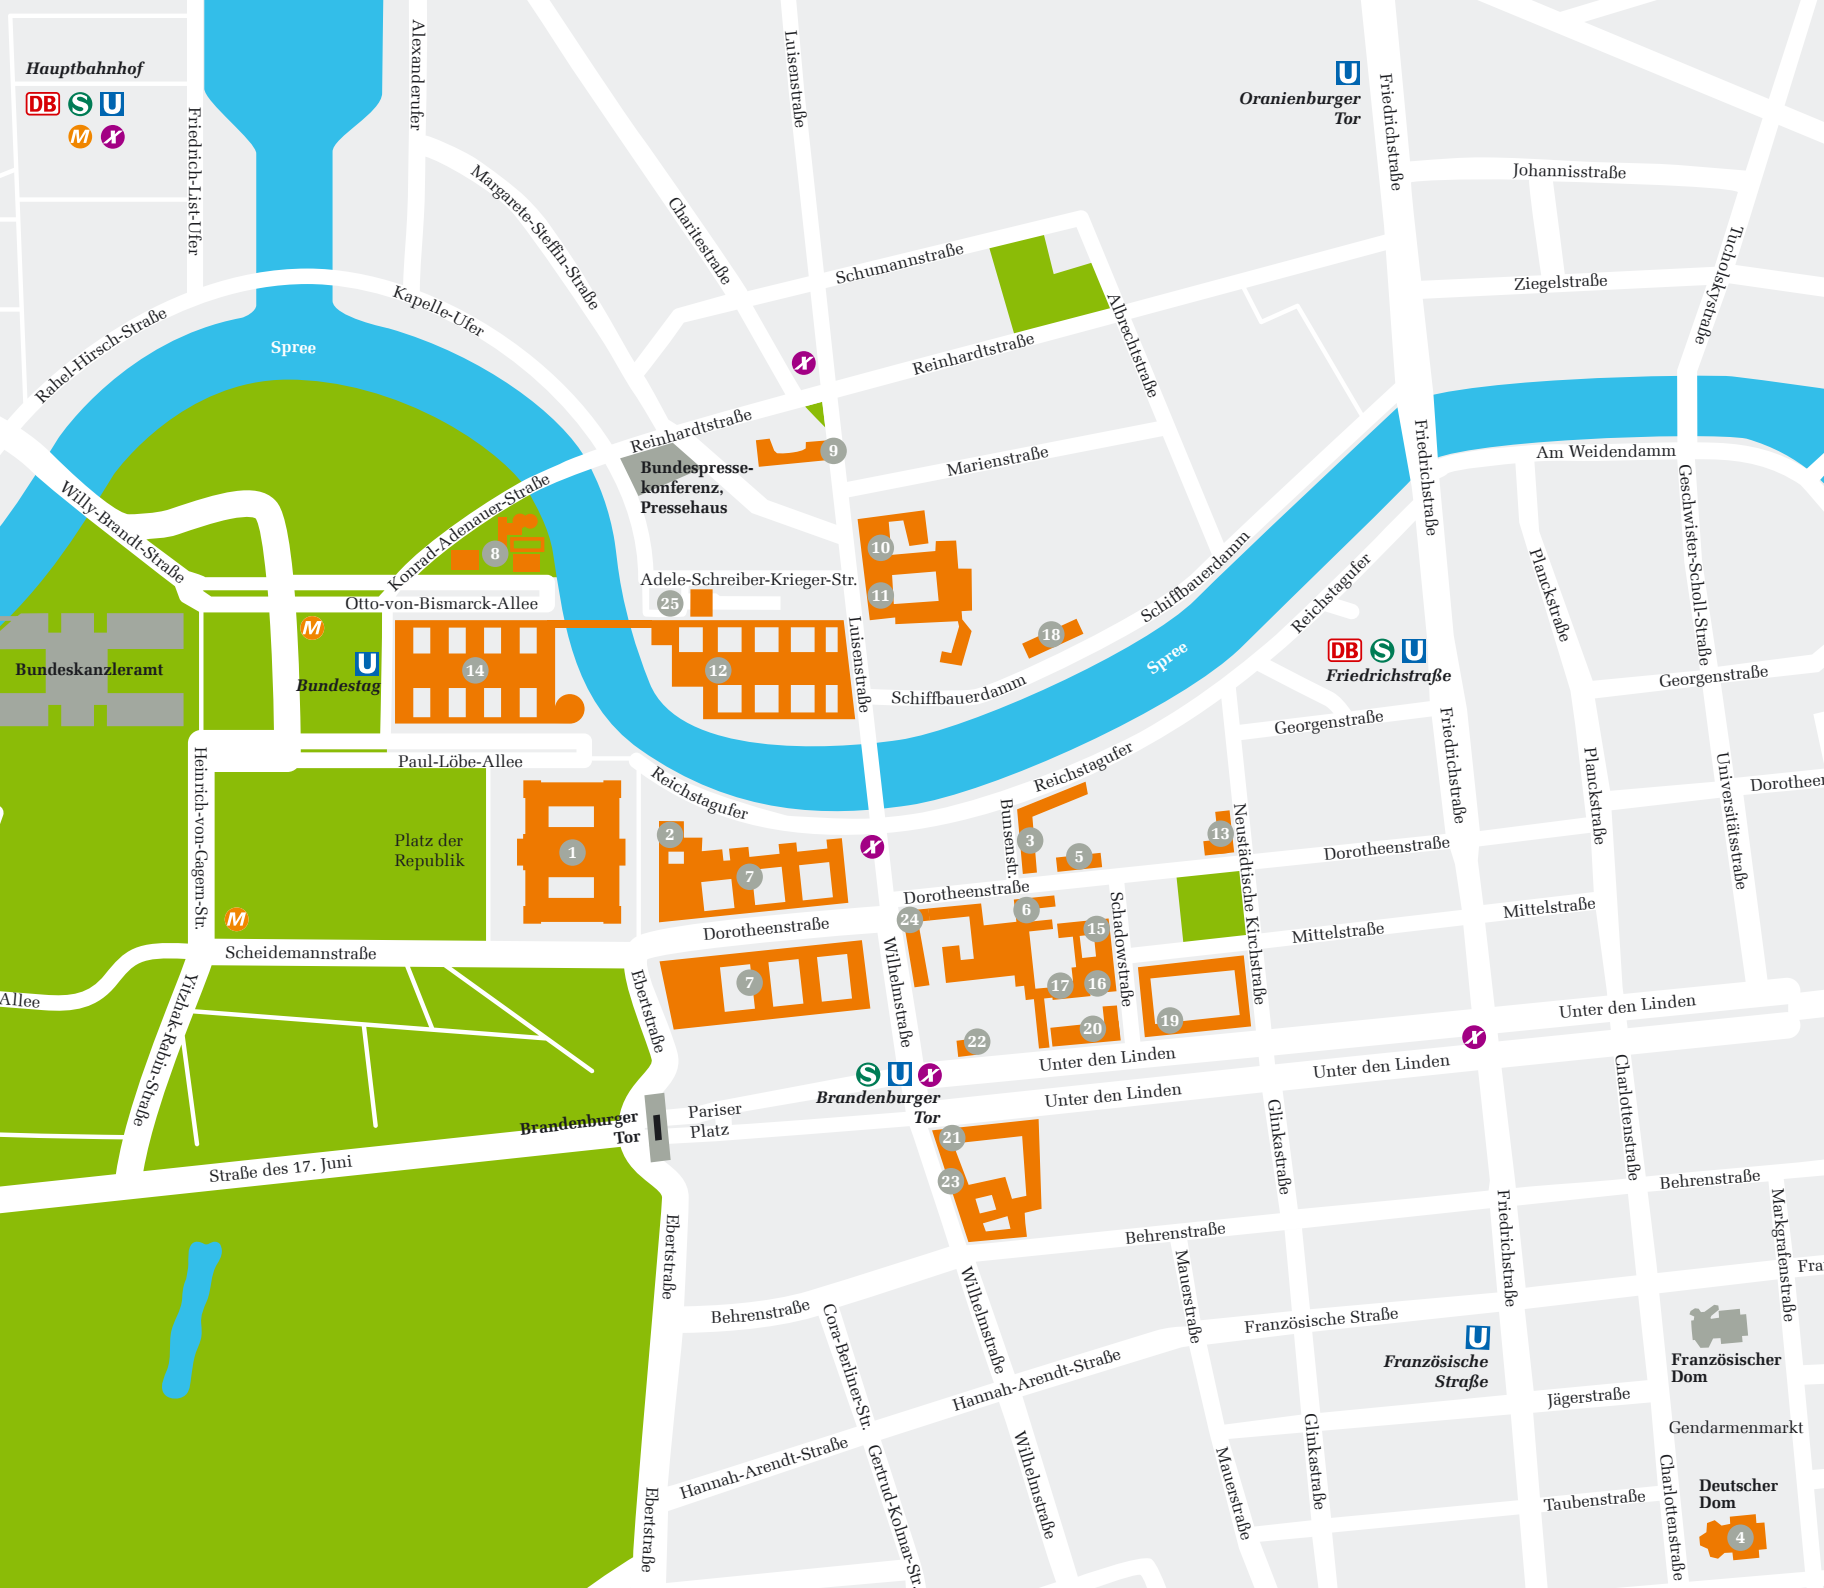 Hauptbahnhof
DB S U
M X
Friedrich-List-Ufer
Alexanderufer
Margarete-Steffin-Straße
Charitestraße
Luisenstraße
Schumannstraße
U
Oranienburger
Tor
Friedrichstraße
Johannisstraße
Ziegelstraße
Tucholskystraße
Rahel-Hirsch-Straße
Kapelle-Ufer
Spree
Albrechtstraße
Reinhardtstraße
X
Reinhardtstraße
Bundespresse-
konferenz,
Pressehaus
9
Marienstraße
Friedrichstraße
Am Weidendamm
Geschwister-Scholl-Straße
Willy-Brandt-Straße
Konrad-Adenauer-Straße
8
10
11
Adele-Schreiber-Krieger-Str.
25
Otto-von-Bismarck-Allee
M
U
Bundestag
Bundeskanzleramt
14
12
Luisenstraße
18
Schiffbauerdamm
Schiffbauerdamm
Spree
Reichstagufer
Planckstraße
DB S U
Friedrichstraße
Georgenstraße
Georgenstraße
Friedrichstraße
Planckstraße
Universitätsstraße
Dorotheen
Heinrich-von-Gagern-Str.
Paul-Löbe-Allee
Reichstagufer
Reichstagufer
Platz der
Republik
1
2
7
X
Bunsenstr.
3
5
13
Neustädtische Kirchstraße
Dorotheenstraße
Dorotheenstraße
M
Dorotheenstraße
24
6
15
Schadowstraße
Mittelstraße
Mittelstraße
Scheidemannstraße
Allee
Yitzhak-Rabin-Straße
Ebertstraße
7
Wilhelmstraße
17
16
19
20
22
Unter den Linden
Unter den Linden
X
Unter den Linden
Unter den Linden
S U X
Brandenburger
Tor
Brandenburger
Tor
Pariser
Platz
Straße des 17. Juni
21
23
Glinkastraße
Charlottenstraße
Behrenstraße
Behrenstraße
Behrenstraße
Markgrafenstraße
Fra
Ebertstraße
Friedrichstraße
Cora-Berliner-Str.
Wilhelmstraße
Mauerstraße
Französische Straße
U
Französische
Straße
Französischer
Dom
Hannah-Arendt-Straße
Hannah-Arendt-Straße
Jägerstraße
Gendarmenmarkt
Gertrud-Kolmar-Str.
Wilhelmstraße
Mauerstraße
Glinkastraße
Ebertstraße
Taubenstraße
Charlottenstraße
Deutscher
Dom
4